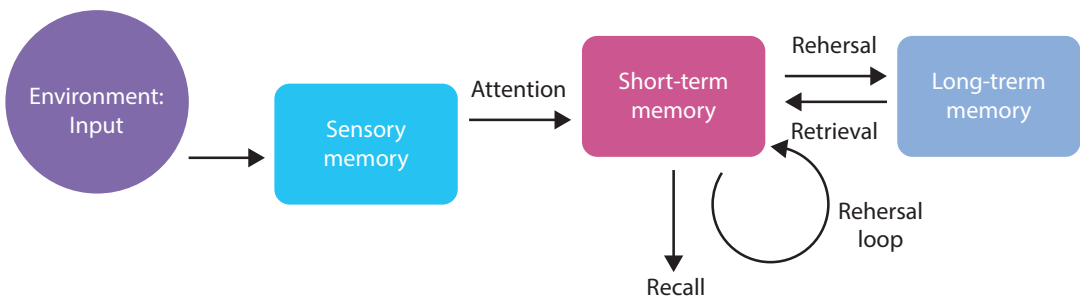 Environment:
Input
Sensory
memory
Attention
Short-term
memory
Rehersal
Retrieval
Long-trerm
memory
Rehersal
loop
Recall